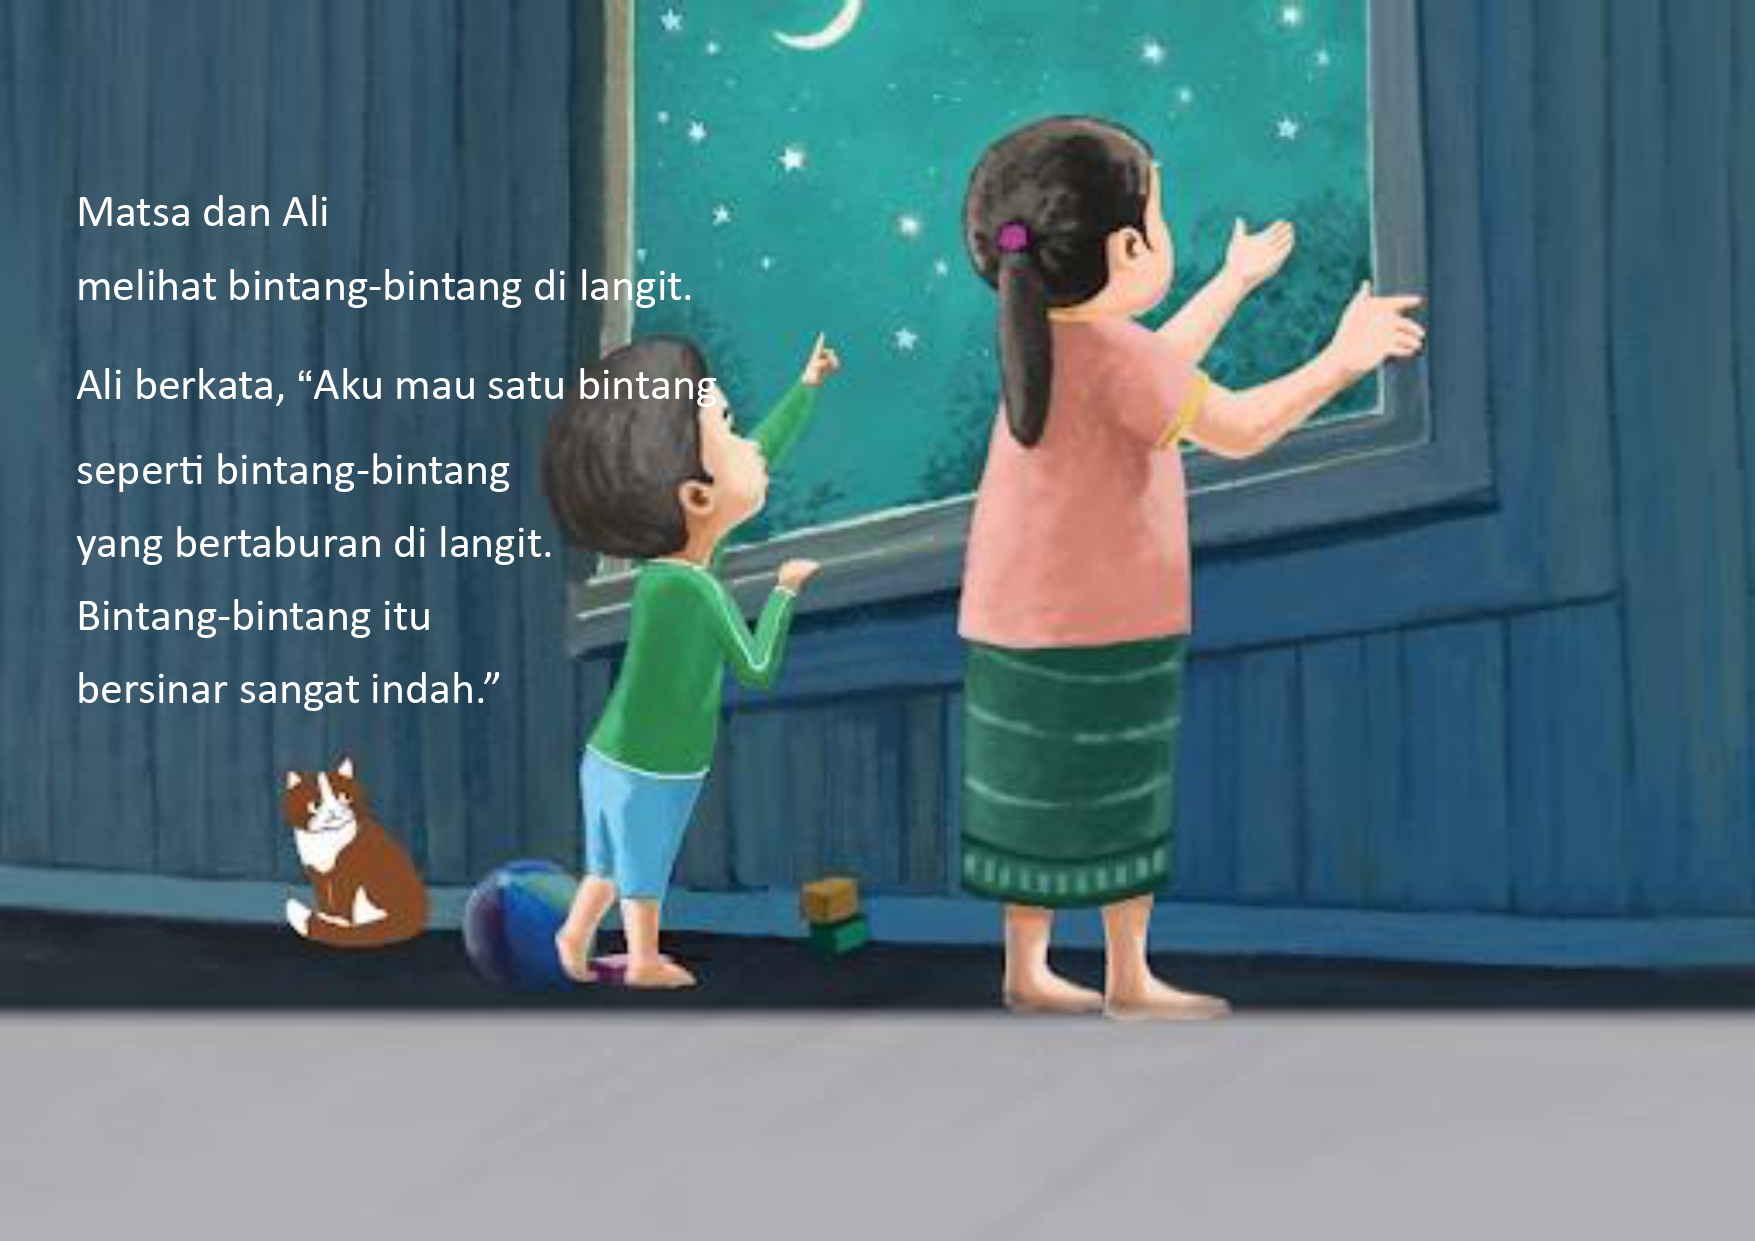 Matsa dan Ali
melihat bintang-bintang di langit.
Ali berkata, “Aku mau satu bintang
seperti bintang-bintang
yang bertaburan di langit.
Bintang-bintang itu
bersinar sangat indah.”